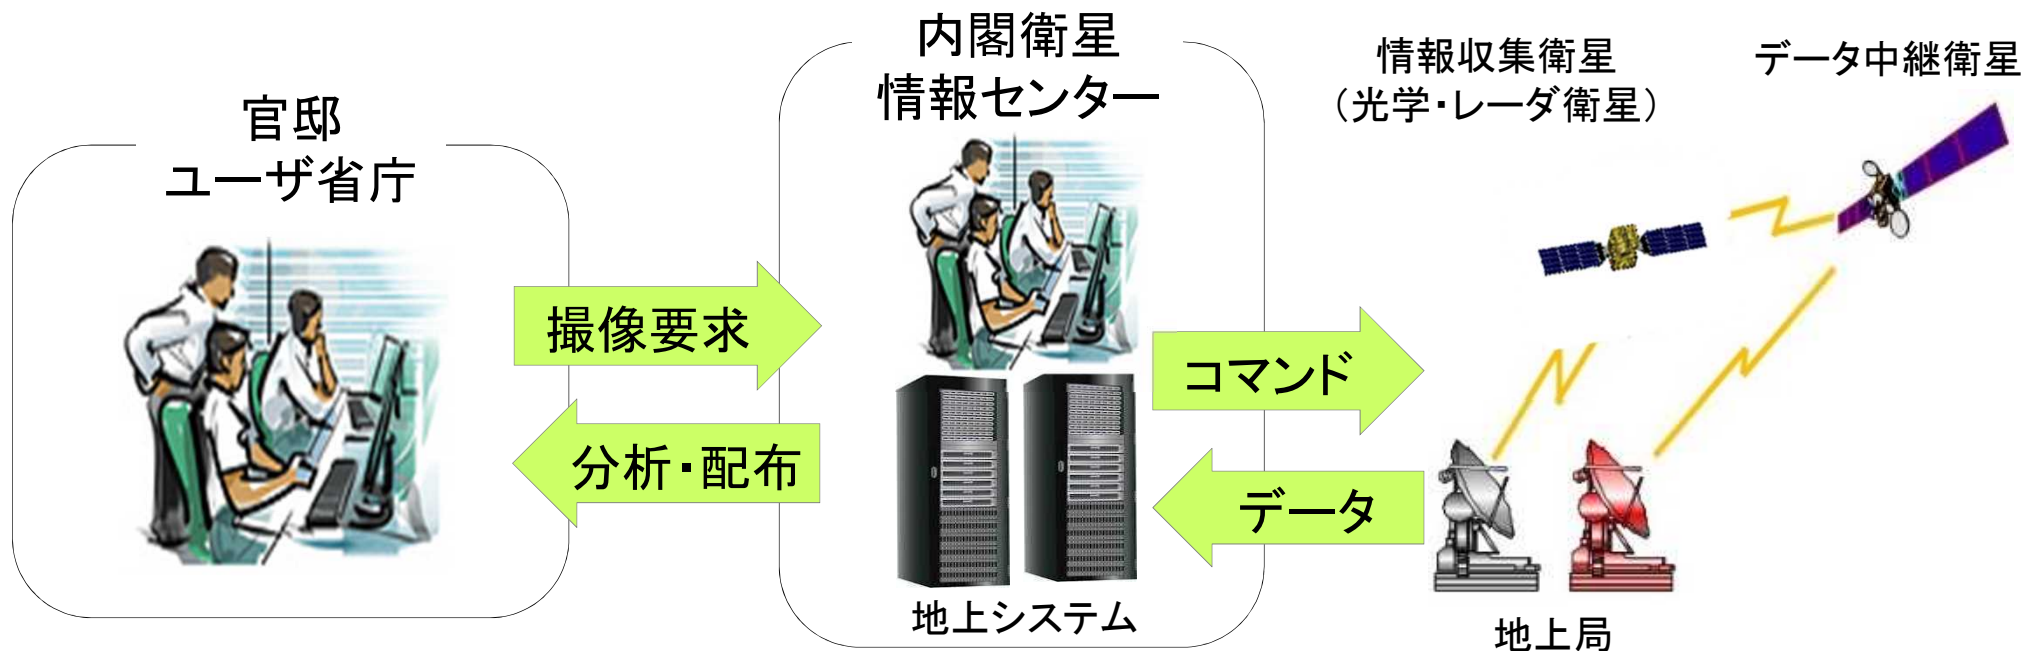 官邸
ユーザ省庁
撮像要求
分析・配布
内閣衛星
情報センター
地上システム
コマンド
データ
情報収集衛星
（光学・レーダ衛星）
データ中継衛星
地上局